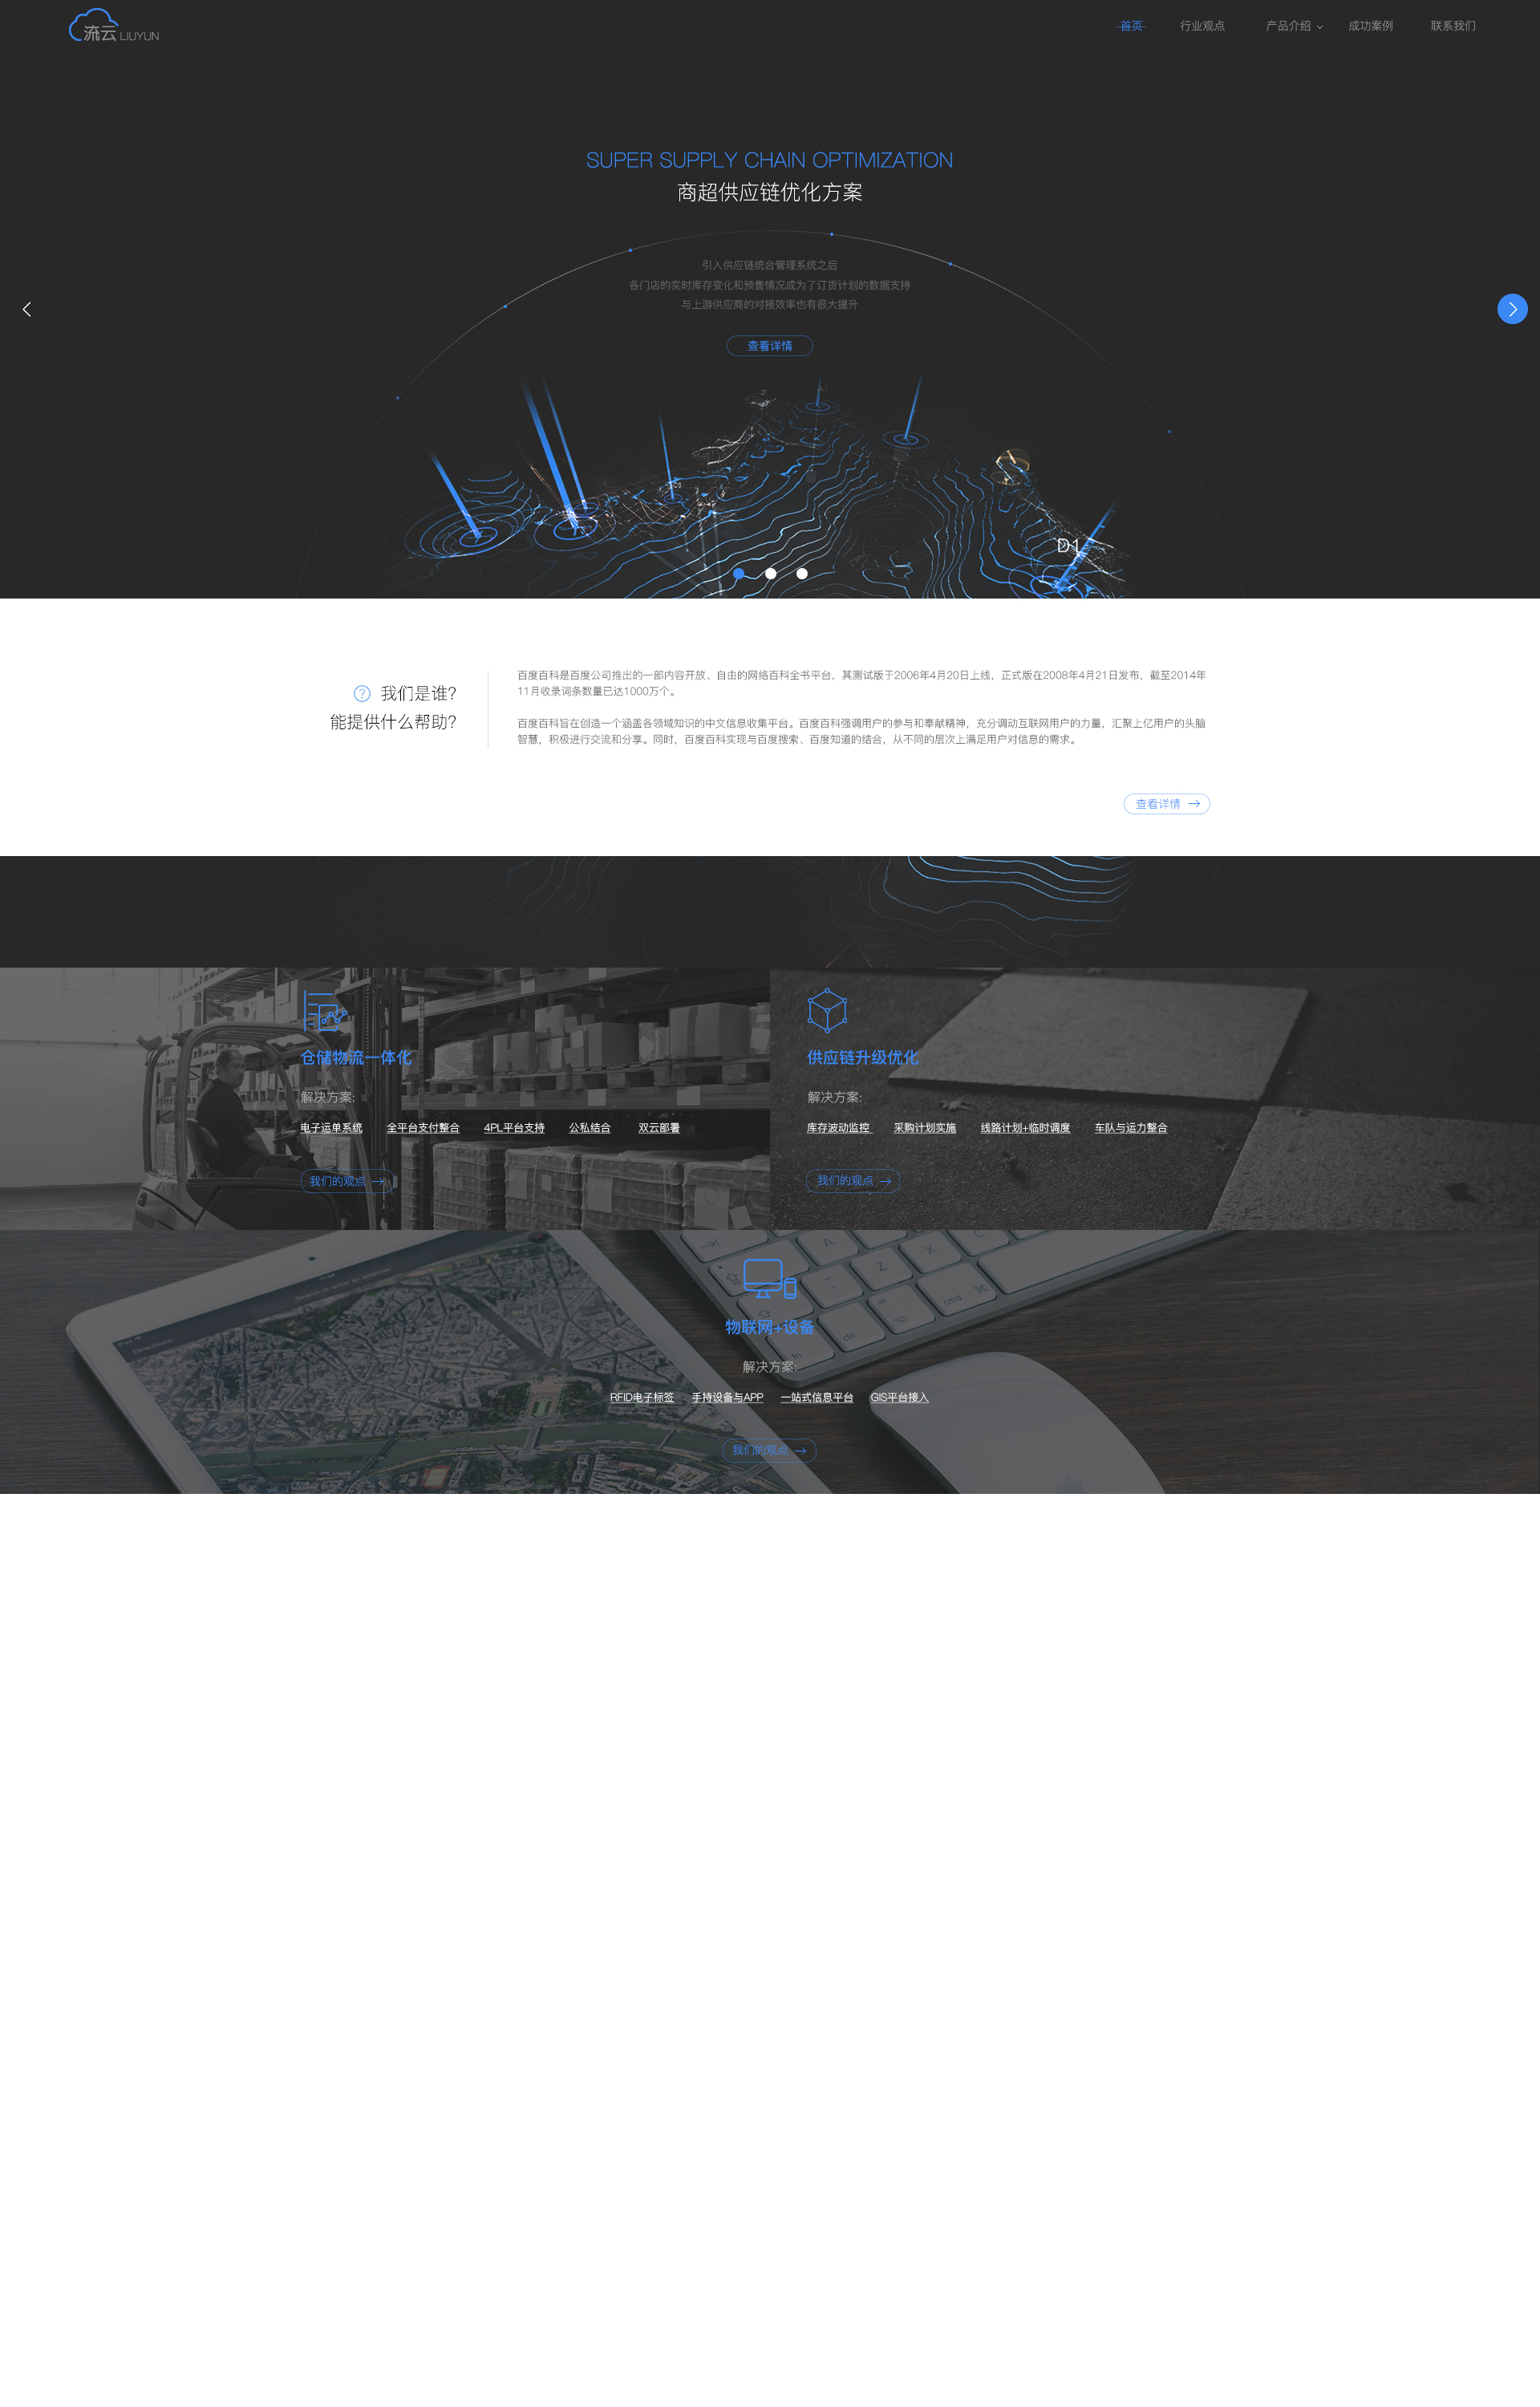 流云 LIUYUN
首页 行业观点 产品介绍 成功案例 联系我们
SUPER SUPPLY CHAIN OPTIMIZATION
商超供应链优化方案
引入供应链统合管理系统之后
各门店的实时库存变化和预售情况成为了订货计划的数据支持
与上游供应商的对接效率也有很大提升
查看详情
D-1
我们是谁?
能提供什么帮助?
百度百科是百度公司推出的一部内容开放、自由的网络百科全书平台，其测试版于2006年4月20日上线，正式版在2008年4月21日发布，截至2014年
11月收录词条数量已达1000万个。
百度百科旨在创造一个涵盖各领域知识的中文信息收集平台。百度百科强调用户的参与和奉献精神，充分调动互联网用户的力量，汇聚上亿用户的头脑
智慧，积极进行交流和分享。同时，百度百科实现与百度搜索、百度知道的结合，从不同的层次上满足用户对信息的需求。
查看详情
仓储物流一体化
解决方案:
电子运单系统 全平台支付整合 4PL平台支持 公私结合 双云部署
我们的观点
供应链升级优化
解决方案:
库存波动监控 采购计划实施 线路计划+临时调度 车队与运力整合
我们的观点
物联网+设备
解决方案:
RFID电子标签 手持设备与APP 一站式信息平台 GIS平台接入
我们的观点